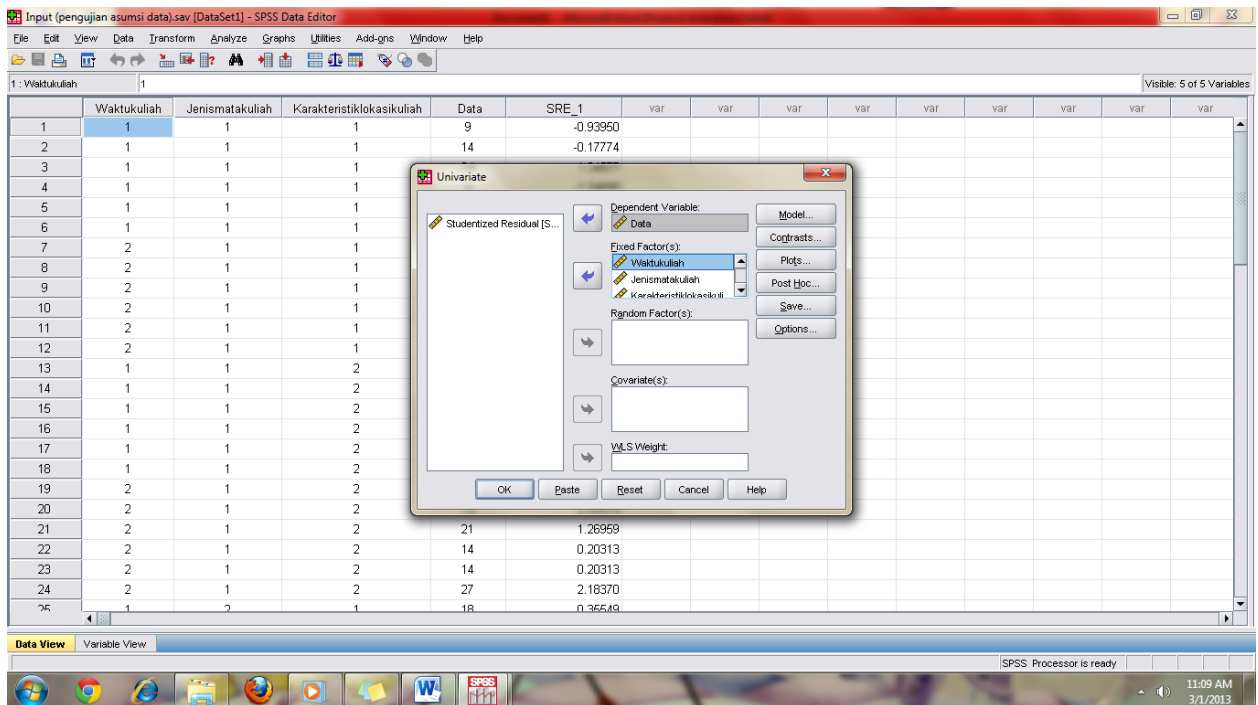 Input (pengujian asumsi data).sav [DataSet1] - SPSS Data Editor
File Edit View Data Transform Analyze Graphs Utilities Add-ons Window Help
1 : Waktukuliah 1 Visible: 5 of 5 Variables
Waktukuliah Jenismatakuliah Karakteristiklokasikuliah Data SRE_1 var var var var var var var var var
1 1 1 1 9 -0.93950
2 1 1 1 14 -0.17774
3 1 1 1
4 1 1 1
5 1 1 1
6 1 1 1
7 2 1 1
8 2 1 1
9 2 1 1
10 2 1 1
11 2 1 1
12 2 1 1
13 1 1 2
14 1 1 2
15 1 1 2
16 1 1 2
17 1 1 2
18 1 1 2
19 2 1 2
20 2 1 2
21 2 1 2 21 1.26959
22 2 1 2 14 0.20313
23 2 1 2 14 0.20313
24 2 1 2 27 2.18370
25 1 2 1 18 0.35549
Univariate
Studentized Residual [S...
Dependent Variable:
Data
Fixed Factor(s):
Waktukuliah
Jenismatakuliah
Karakteristiklokasikuli
Random Factor(s):
Covariate(s):
WLS Weight:
Model...
Contrasts...
Plots...
Post Hoc...
Save...
Options...
OK Paste Reset Cancel Help
Data View Variable View
SPSS Processor is ready
W SPSS
11:09 AM
3/1/2013